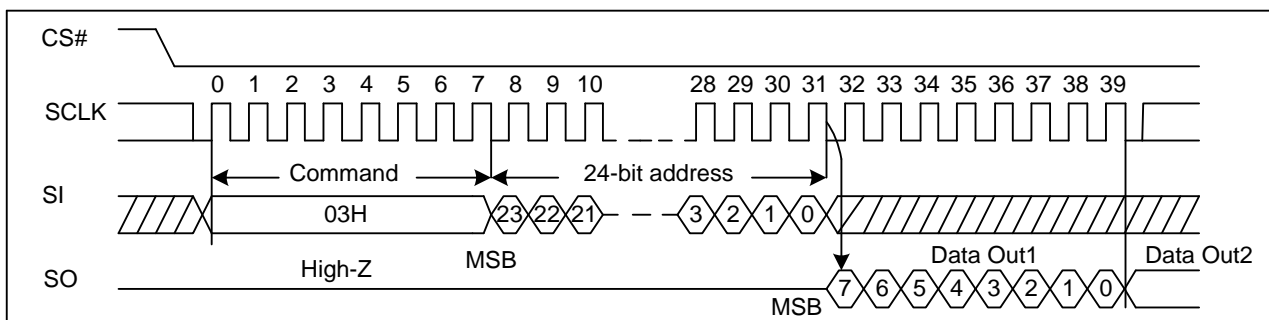 CS#
0 1 2 3 4 5 6 7 8 9 10 28 29 30 31 32 33 34 35 36 37 38 39
SCLK
Command 24-bit address
SI
03H 23 22 21 3 2 1 0
High-Z MSB Data Out1 Data Out2
SO
MSB 7 6 5 4 3 2 1 0